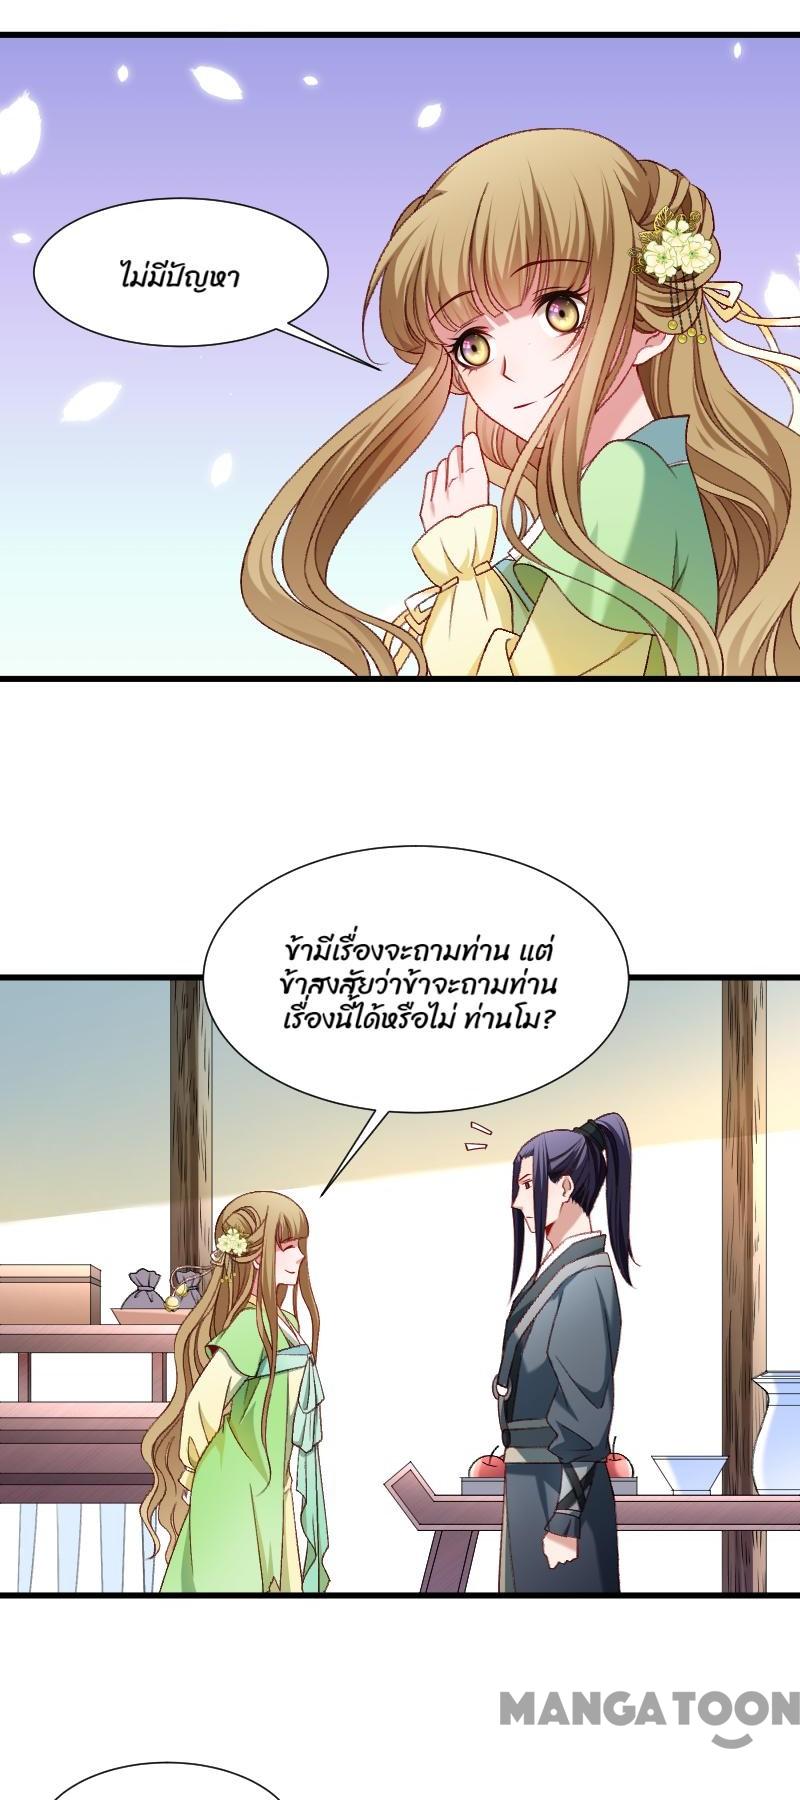 ไม่มีปัญหา
ข้ามีเรื่องจะถามท่าน แต่
ข้าสงสัยว่าข้าจะถามท่าน
เรื่องนี้ได้หรือไม่ ท่านโม?
MANGATOON